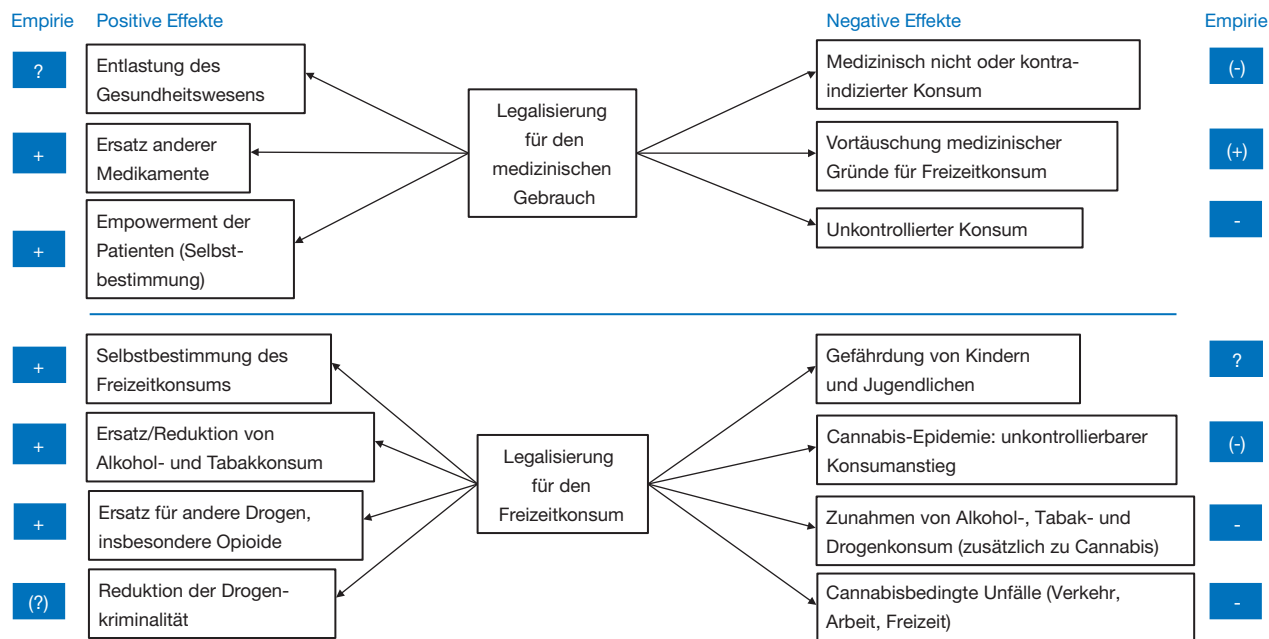 Empirie
Positive Effekte
Negative Effekte
Empirie
?
Entlastung des
Gesundheitswesens
+
Ersatz anderer
Medikamente
+
Empowerment der
Patienten (Selbst-
bestimmung)
Legalisierung
für den
medizinischen
Gebrauch
Medizinisch nicht oder kontra-
indizierter Konsum
(-)
Vortäuschung medizinischer
Gründe für Freizeitkonsum
(+)
Unkontrollierter Konsum
-
+
Selbstbestimmung des
Freizeitkonsums
+
Ersatz/Reduktion von
Alkohol- und Tabakkonsum
+
Ersatz für andere Drogen,
insbesondere Opioide
(?)
Reduktion der Drogen-
kriminalität
Legalisierung
für den
Freizeitkonsum
Gefährdung von Kindern
und Jugendlichen
?
Cannabis-Epidemie: unkontrollierbarer
Konsumanstieg
(-)
Zunahmen von Alkohol-, Tabak- und
Drogenkonsum (zusätzlich zu Cannabis)
-
Cannabisbedingte Unfälle (Verkehr,
Arbeit, Freizeit)
-